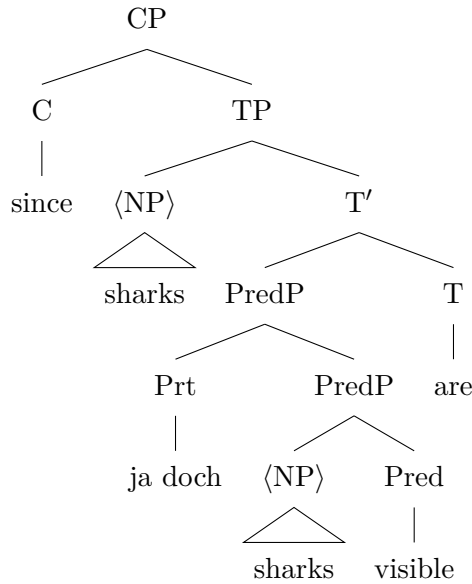 CP
C TP
since ⟨NP⟩ T′
sharks PredP T
Prt PredP are
ja doch ⟨NP⟩ Pred
sharks visible